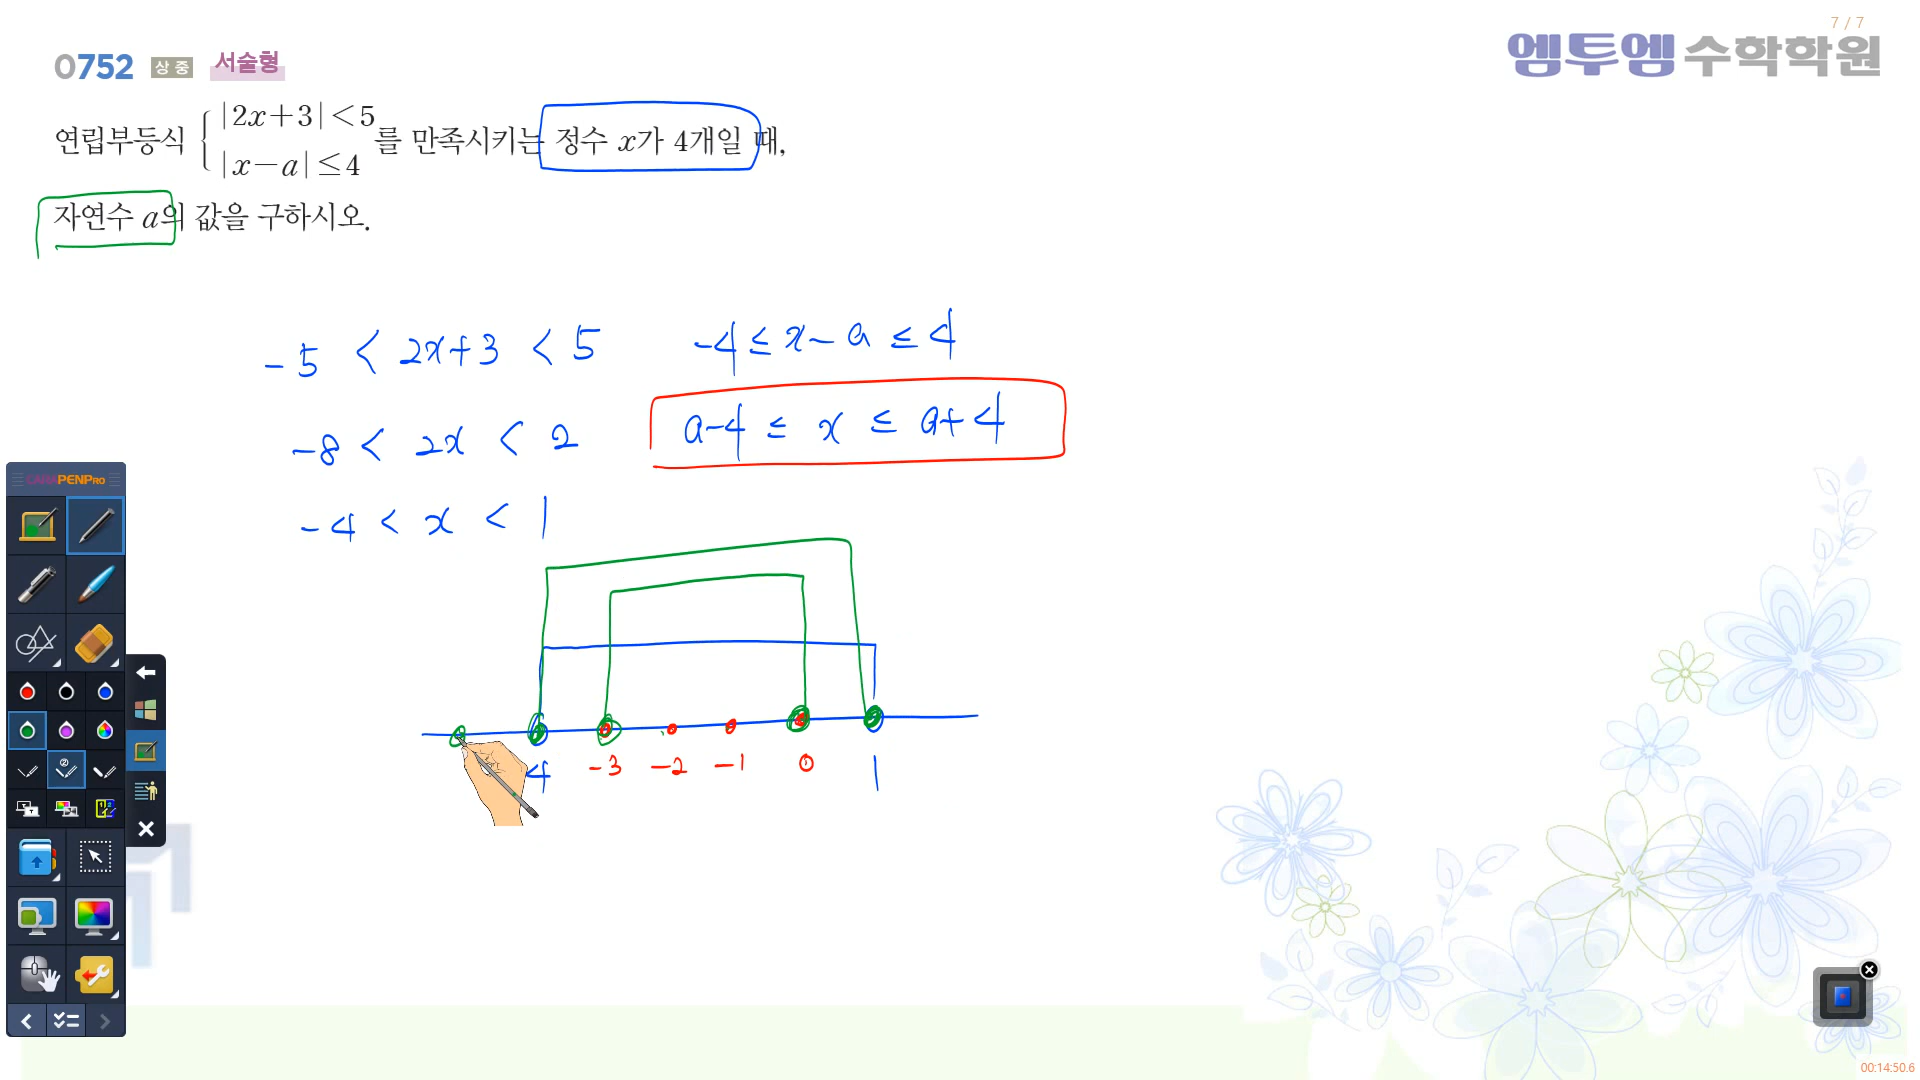 7 / 7
엠투엠 수학학원
0752 상중 서술형
연립부등식 { |2x+3|<5
|x-a|≤4 를 만족시키는 정수 x가 4개일 때,
자연수 a의 값을 구하시오.
-5 < 2x+3 < 5
-4 ≤ x-a ≤ 4
-8 < 2x < 2
a-4 ≤ x ≤ a+4
-4 < x < 1
4 -3 -2 -1 0 1
PENPRO
00:14:50.6